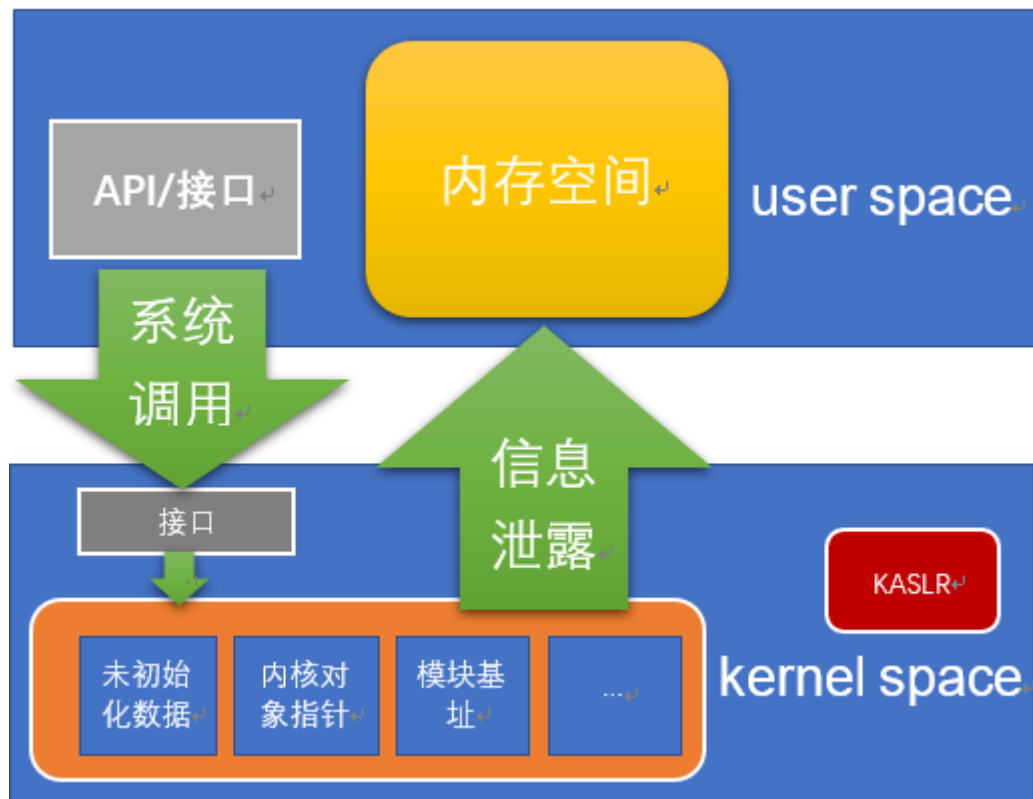 API/接口
内存空间
user space
系统
调用
信息
泄露
接口
KASLR
kernel space
未初始
化数据
内核对
象指针
模块基
址
...